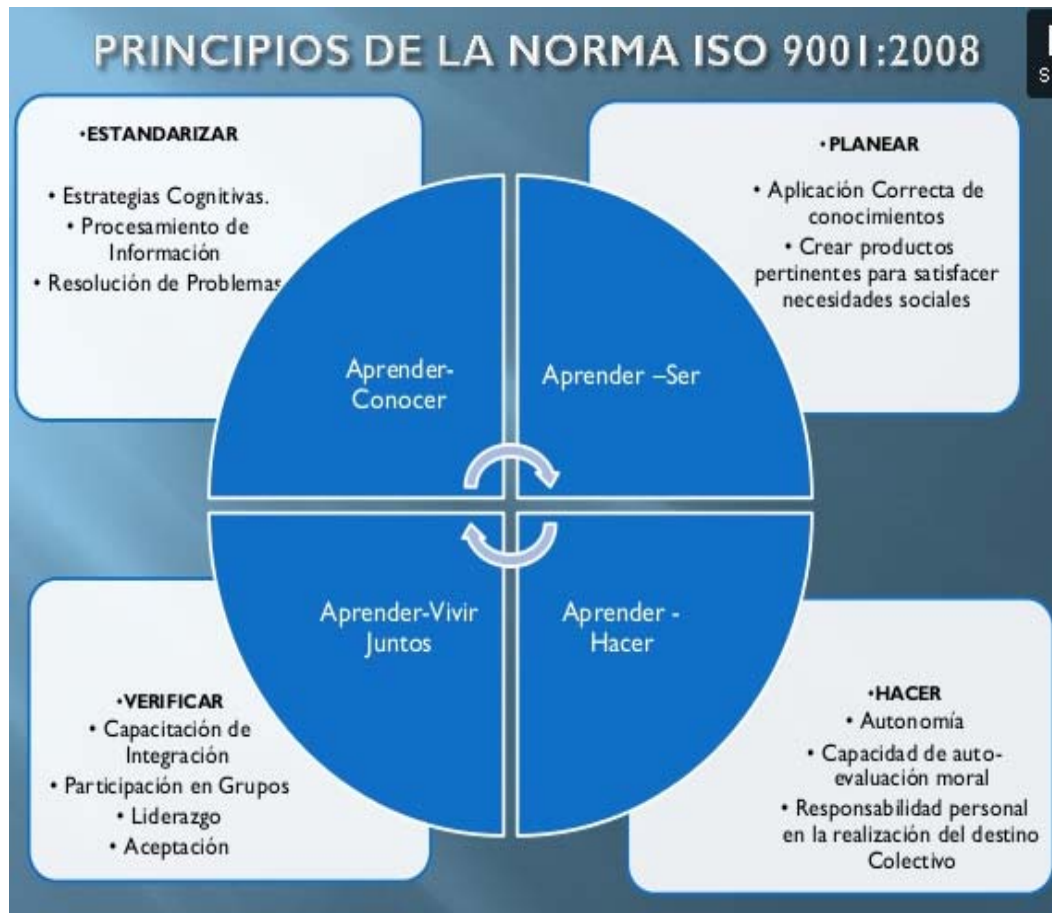 PRINCIPIOS DE LA NORMA ISO 9001:2008
•ESTANDARIZAR
• Estrategias Cognitivas.
• Procesamiento de
Información
• Resolución de Problemas
•PLANEAR
• Aplicación Correcta de
conocimientos
• Crear productos
pertinentes para satisfacer
necesidades sociales
Aprender-
Conocer
Aprender –Ser
Aprender-Vivir
Juntos
Aprender -
Hacer
•VERIFICAR
• Capacitación de
Integración
• Participación en Grupos
• Liderazgo
• Aceptación
•HACER
• Autonomía
• Capacidad de auto-
evaluación moral
• Responsabilidad personal
en la realización del destino
Colectivo